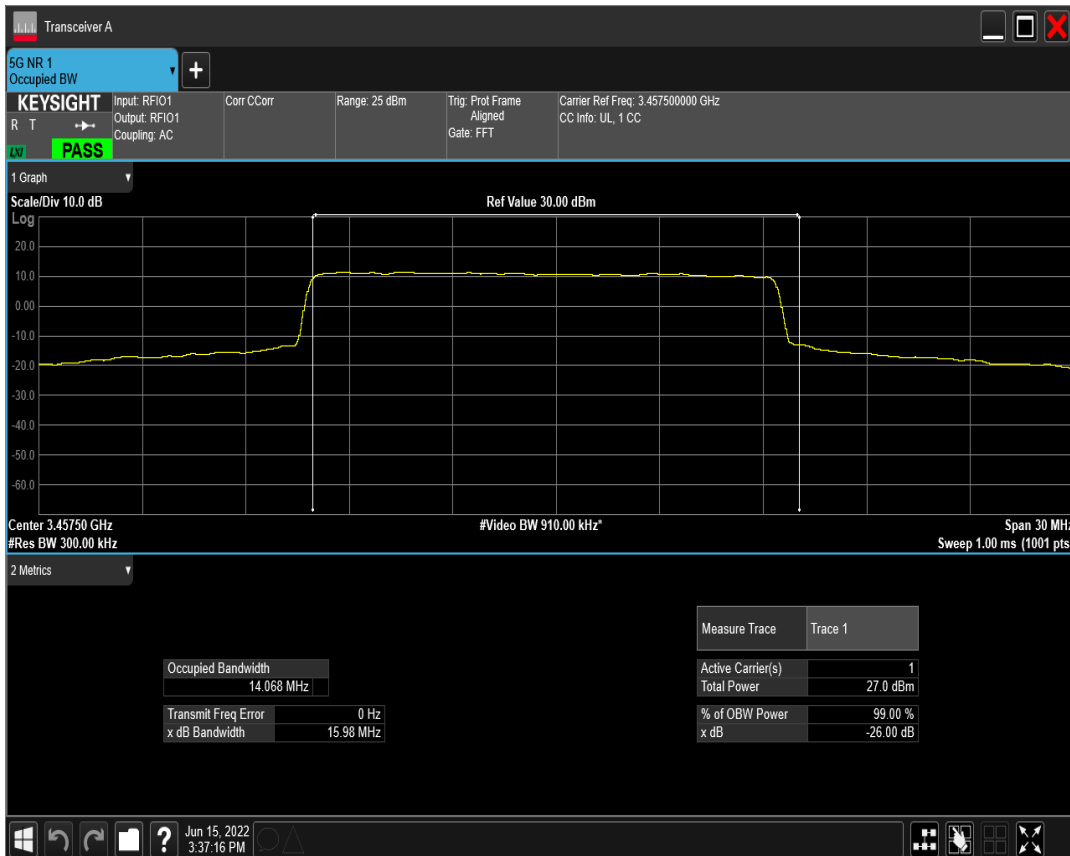 Transceiver A
5G NR 1
Occupied BW
+
KEYSIGHT
R T
LXI
PASS
Input: RFIO1
Output: RFIO1
Coupling: AC
Corr CCorr
Range: 25 dBm
Trig: Prot Frame
Aligned
Gate: FFT
Carrier Ref Freq: 3.457500000 GHz
CC Info: UL, 1 CC
1 Graph
Scale/Div 10.0 dB
Ref Value 30.00 dBm
Log
20.0
10.0
0.00
-10.0
-20.0
-30.0
-40.0
-50.0
-60.0
Center 3.45750 GHz
#Video BW 910.00 kHz*
Span 30 MHz
#Res BW 300.00 kHz
Sweep 1.00 ms (1001 pts
2 Metrics
Measure Trace Trace 1
Occupied Bandwidth
14.068 MHz
Active Carrier(s) 1
Total Power 27.0 dBm
Transmit Freq Error 0 Hz
x dB Bandwidth 15.98 MHz
% of OBW Power 99.00 %
x dB -26.00 dB
?
Jun 15, 2022
3:37:16 PM